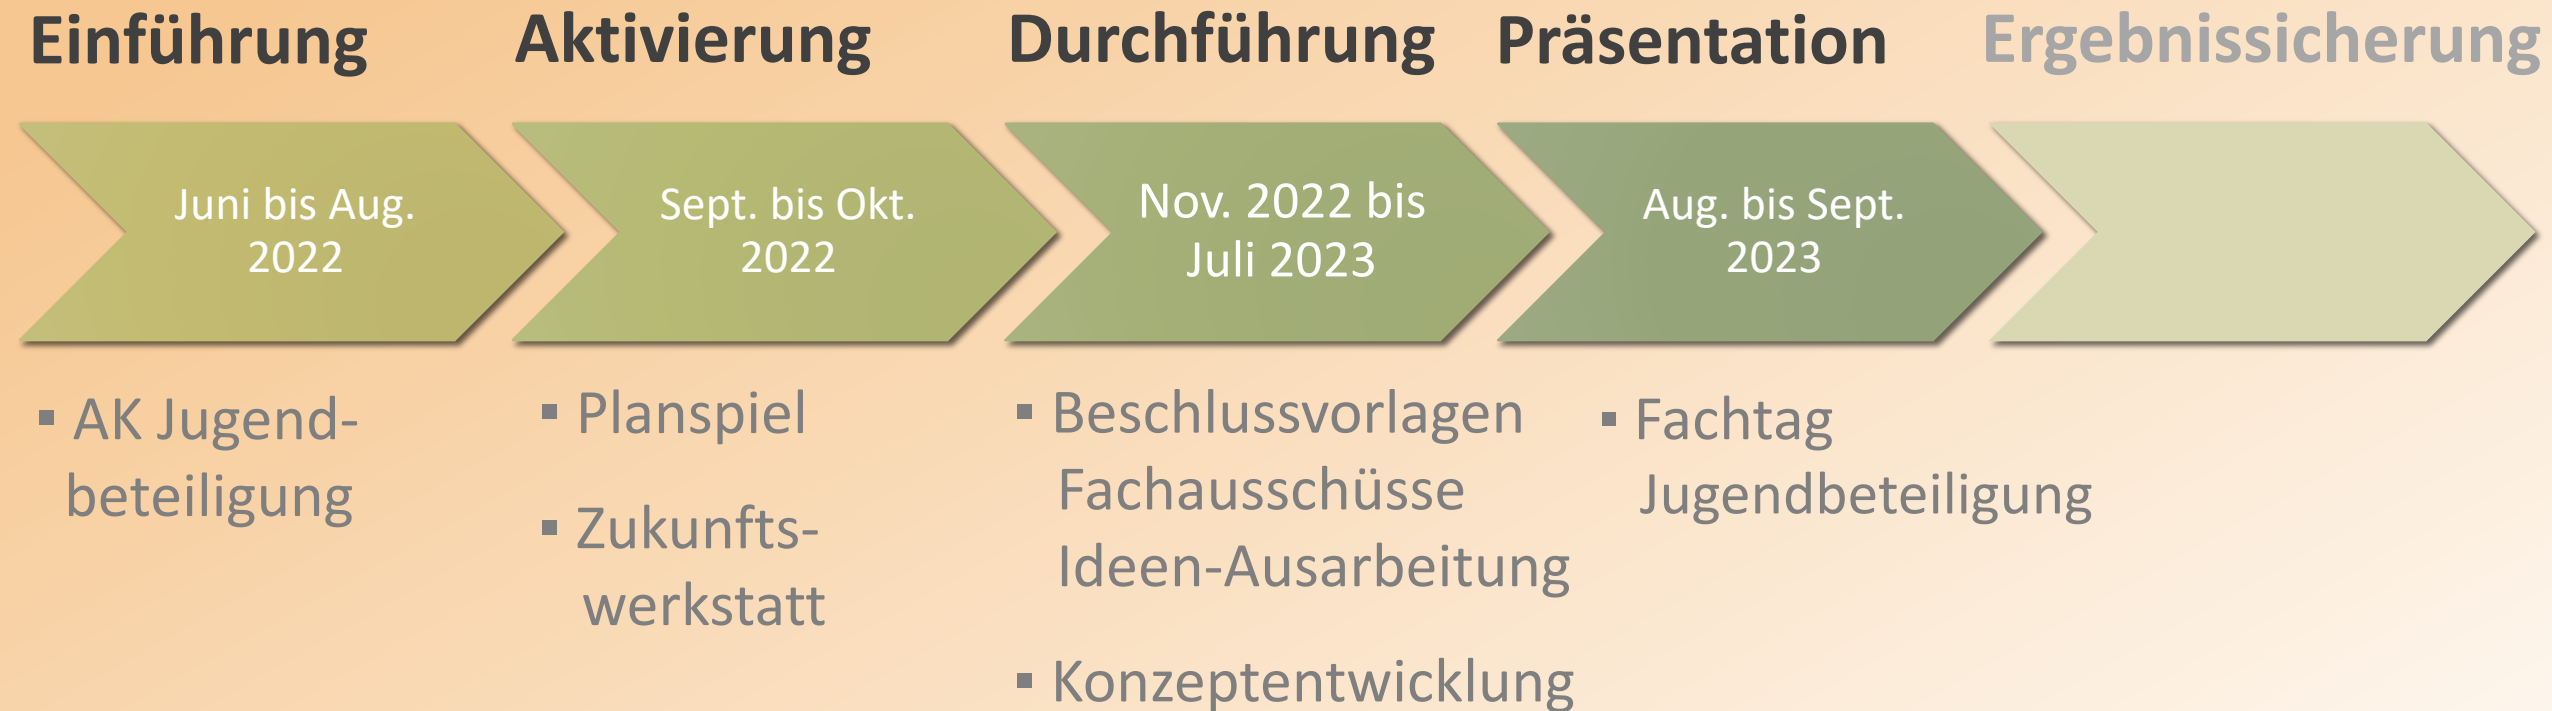 Einführung
Juni bis Aug.
2022
▪ AK Jugend-
beteiligung
Aktivierung
Sept. bis Okt.
2022
▪ Planspiel
▪ Zukunfts-
werkstatt
Durchführung
Nov. 2022 bis
Juli 2023
▪ Beschlussvorlagen
Fachausschüsse
Ideen-Ausarbeitung
▪ Konzeptentwicklung
Präsentation
Aug. bis Sept.
2023
▪ Fachtag
Jugendbeteiligung
Ergebnissicherung